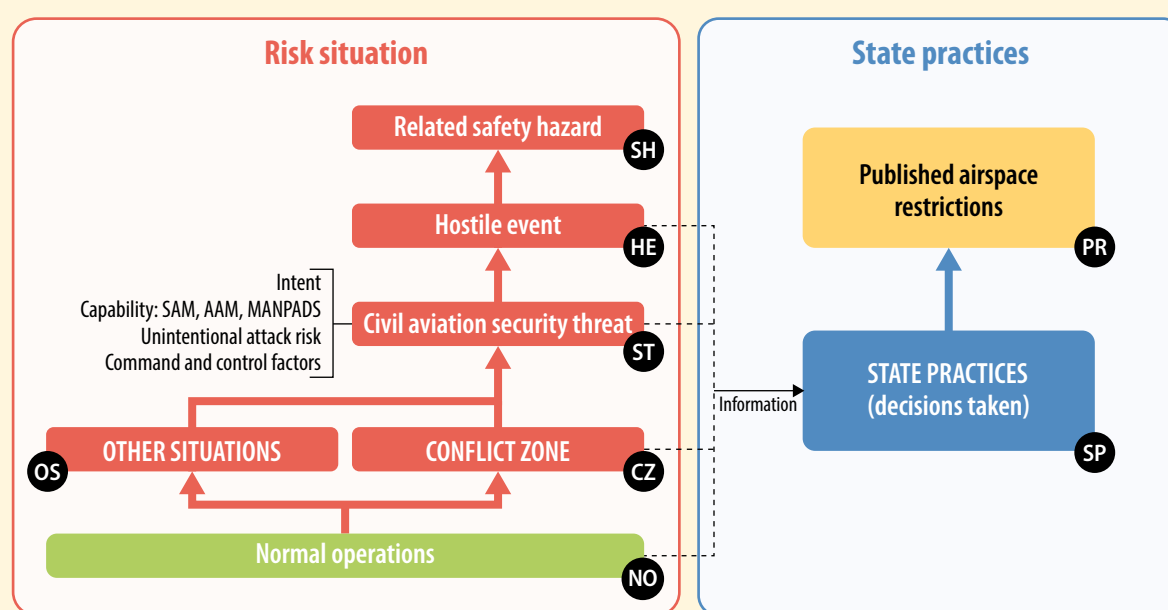 Risk situation
Related safety hazard
SH
Hostile event
HE
Intent
Capability: SAM, AAM, MANPADS
Unintentional attack risk
Command and control factors
Civil aviation security threat
ST
OTHER SITUATIONS
OS
CONFLICT ZONE
CZ
Normal operations
NO
Information
State practices
Published airspace
restrictions
PR
STATE PRACTICES
(decisions taken)
SP